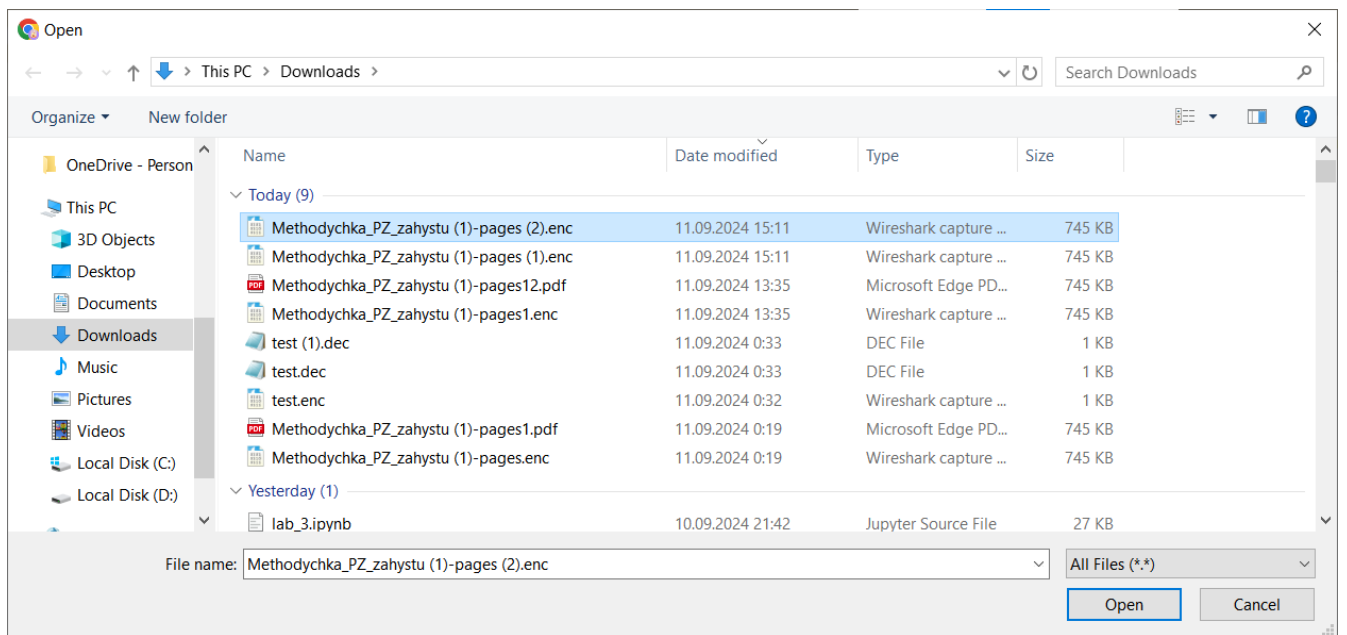 Open
This PC > Downloads >
Search Downloads
Organize
New folder
Name Date modified Type Size
OneDrive - Person
This PC
3D Objects
Desktop
Documents
Downloads
Music
Pictures
Videos
Local Disk (C:)
Local Disk (D:)
Today (9)
Methodychka_PZ_zahystu (1)-pages (2).enc 11.09.2024 15:11 Wireshark capture ... 745 KB
Methodychka_PZ_zahystu (1)-pages (1).enc 11.09.2024 15:11 Wireshark capture ... 745 KB
PDF Methodychka_PZ_zahystu (1)-pages12.pdf 11.09.2024 13:35 Microsoft Edge PD... 745 KB
Methodychka_PZ_zahystu (1)-pages1.enc 11.09.2024 13:35 Wireshark capture ... 745 KB
test (1).dec 11.09.2024 0:33 DEC File 1 KB
test.dec 11.09.2024 0:33 DEC File 1 KB
test.enc 11.09.2024 0:32 Wireshark capture ... 1 KB
PDF Methodychka_PZ_zahystu (1)-pages1.pdf 11.09.2024 0:19 Microsoft Edge PD... 745 KB
Methodychka_PZ_zahystu (1)-pages.enc 11.09.2024 0:19 Wireshark capture ... 745 KB
Yesterday (1)
lab_3.ipynb 10.09.2024 21:42 Jupyter Source File 27 KB
File name: Methodychka_PZ_zahystu (1)-pages (2).enc
All Files (*.*)
Open
Cancel